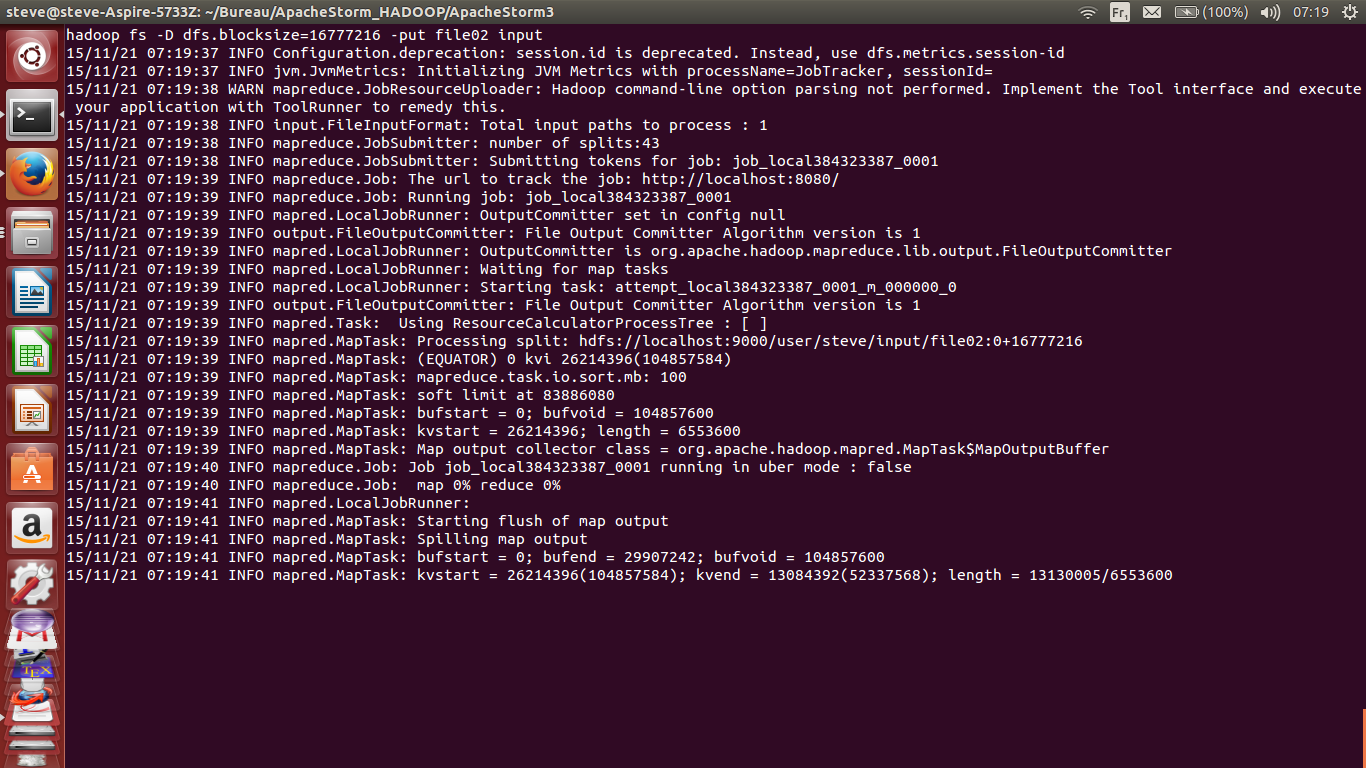 steve@steve-Aspire-5733Z: ~/Bureau/ApacheStorm_HADOOP/ApacheStorm3
Fr1 (100%) 07:19
hadoop fs -D dfs.blocksize=16777216 -put file02 input
15/11/21 07:19:37 INFO Configuration.deprecation: session.id is deprecated. Instead, use dfs.metrics.session-id
15/11/21 07:19:37 INFO jvm.JvmMetrics: Initializing JVM Metrics with processName=JobTracker, sessionId=
15/11/21 07:19:38 WARN mapreduce.JobResourceUploader: Hadoop command-line option parsing not performed. Implement the Tool interface and execute
 your application with ToolRunner to remedy this.
15/11/21 07:19:38 INFO input.FileInputFormat: Total input paths to process : 1
15/11/21 07:19:38 INFO mapreduce.JobSubmitter: number of splits:43
15/11/21 07:19:38 INFO mapreduce.JobSubmitter: Submitting tokens for job: job_local384323387_0001
15/11/21 07:19:39 INFO mapreduce.Job: The url to track the job: http://localhost:8080/
15/11/21 07:19:39 INFO mapreduce.Job: Running job: job_local384323387_0001
15/11/21 07:19:39 INFO mapred.LocalJobRunner: OutputCommitter set in config null
15/11/21 07:19:39 INFO output.FileOutputCommitter: File Output Committer Algorithm version is 1
15/11/21 07:19:39 INFO mapred.LocalJobRunner: OutputCommitter is org.apache.hadoop.mapreduce.lib.output.FileOutputCommitter
15/11/21 07:19:39 INFO mapred.LocalJobRunner: Waiting for map tasks
15/11/21 07:19:39 INFO mapred.LocalJobRunner: Starting task: attempt_local384323387_0001_m_000000_0
15/11/21 07:19:39 INFO output.FileOutputCommitter: File Output Committer Algorithm version is 1
15/11/21 07:19:39 INFO mapred.Task:  Using ResourceCalculatorProcessTree : [ ]
15/11/21 07:19:39 INFO mapred.MapTask: Processing split: hdfs://localhost:9000/user/steve/input/file02:0+16777216
15/11/21 07:19:39 INFO mapred.MapTask: (EQUATOR) 0 kvi 26214396(104857584)
15/11/21 07:19:39 INFO mapred.MapTask: mapreduce.task.io.sort.mb: 100
15/11/21 07:19:39 INFO mapred.MapTask: soft limit at 83886080
15/11/21 07:19:39 INFO mapred.MapTask: bufstart = 0; bufvoid = 104857600
15/11/21 07:19:39 INFO mapred.MapTask: kvstart = 26214396; length = 6553600
15/11/21 07:19:39 INFO mapred.MapTask: Map output collector class = org.apache.hadoop.mapred.MapTask$MapOutputBuffer
15/11/21 07:19:40 INFO mapreduce.Job: Job job_local384323387_0001 running in uber mode : false
15/11/21 07:19:40 INFO mapreduce.Job:  map 0% reduce 0%
15/11/21 07:19:41 INFO mapred.LocalJobRunner:
15/11/21 07:19:41 INFO mapred.MapTask: Starting flush of map output
15/11/21 07:19:41 INFO mapred.MapTask: Spilling map output
15/11/21 07:19:41 INFO mapred.MapTask: bufstart = 0; bufend = 29907242; bufvoid = 104857600
15/11/21 07:19:41 INFO mapred.MapTask: kvstart = 26214396(104857584); kvend = 13084392(52337568); length = 13130005/6553600